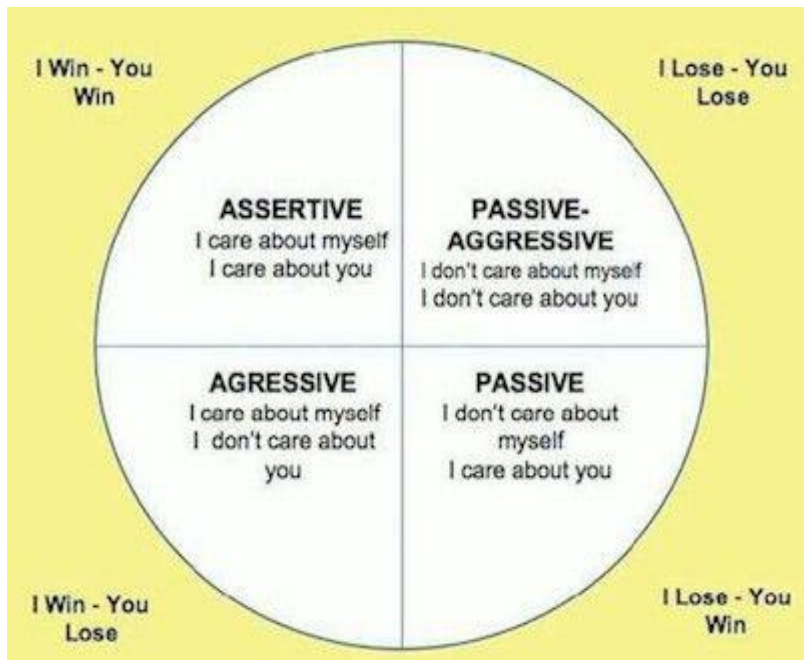 I Win - You
Win
I Lose - You
Lose
ASSERTIVE
I care about myself
I care about you
PASSIVE-
AGGRESSIVE
I don't care about myself
I don't care about you
AGRESSIVE
I care about myself
I don't care about
you
PASSIVE
I don't care about
myself
I care about you
I Win - You
Lose
I Lose - You
Win